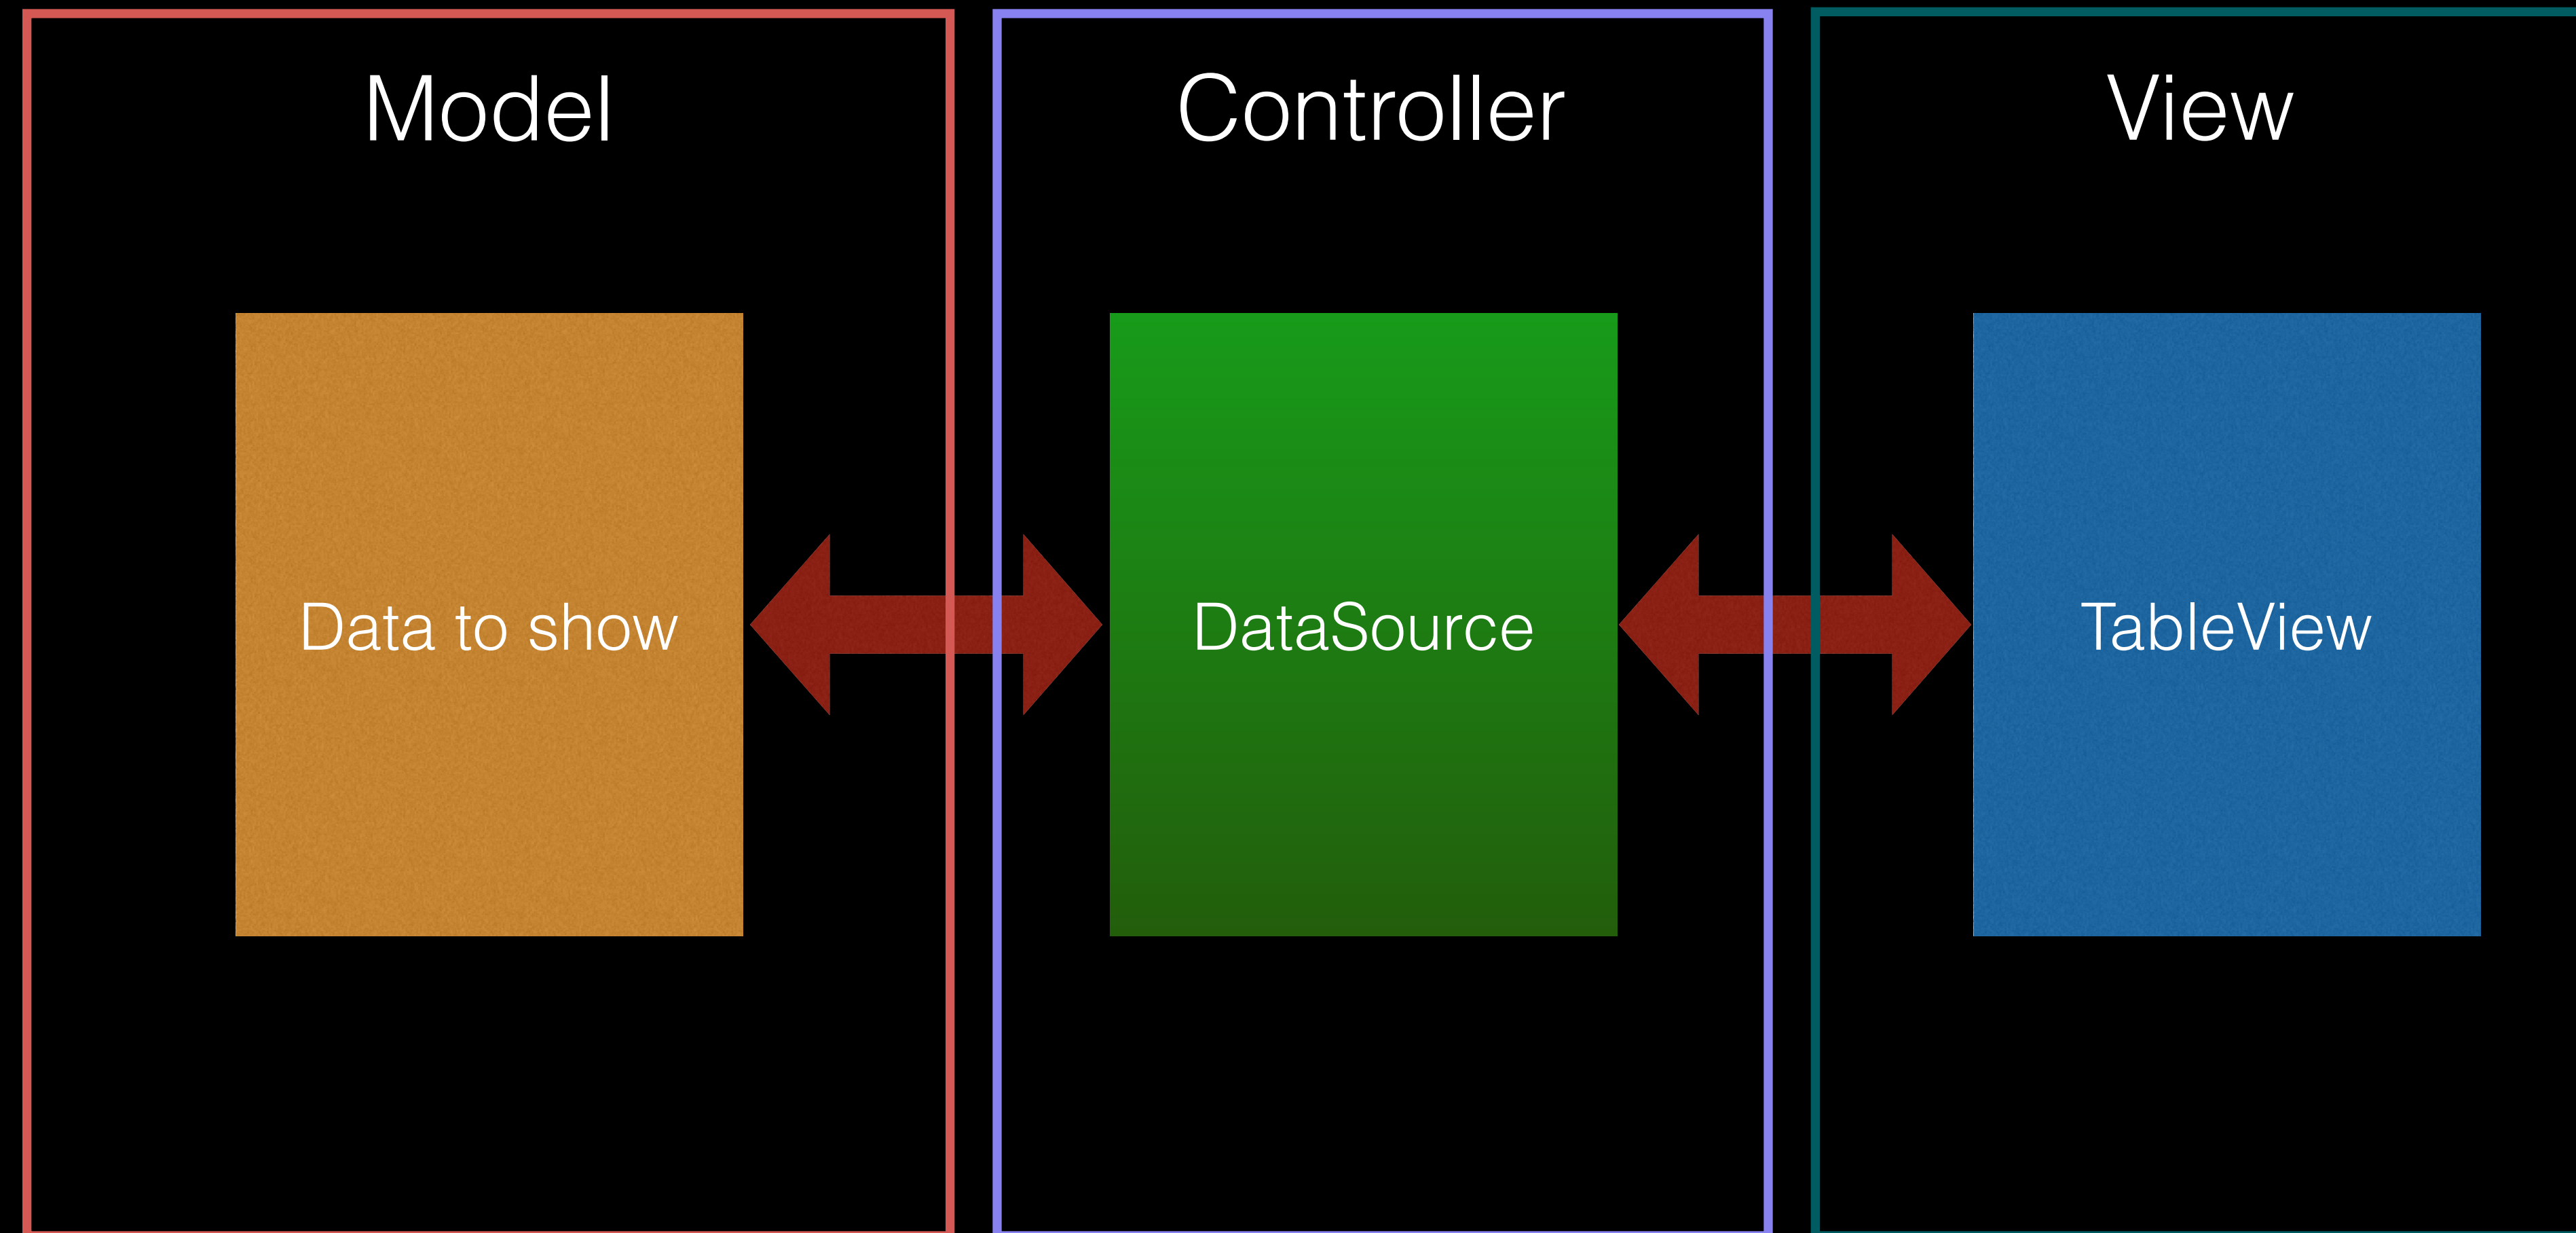 Model
Controller
View
Data to show
DataSource
TableView